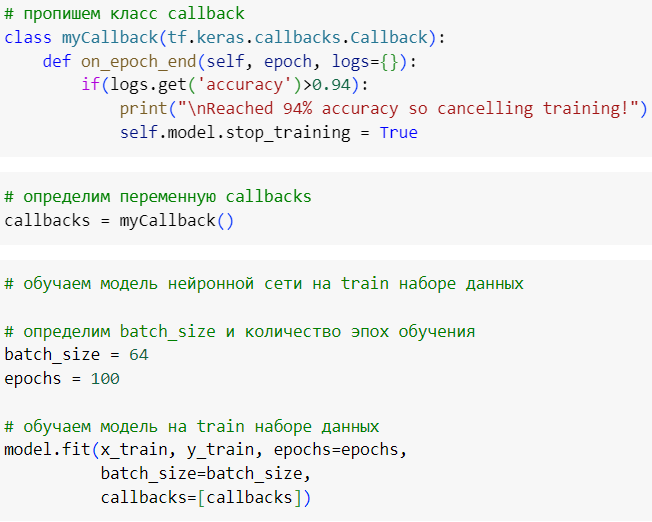 # пропишем класс callback
class myCallback(tf.keras.callbacks.Callback):
    def on_epoch_end(self, epoch, logs={}):
        if(logs.get('accuracy')>0.94):
            print("\nReached 94% accuracy so cancelling training!")
            self.model.stop_training = True
# определим переменную callbacks
callbacks = myCallback()
# обучаем модель нейронной сети на train наборе данных
# определим batch_size и количество эпох обучения
batch_size = 64
epochs = 100
# обучаем модель на train наборе данных
model.fit(x_train, y_train, epochs=epochs,
          batch_size=batch_size,
          callbacks=[callbacks])